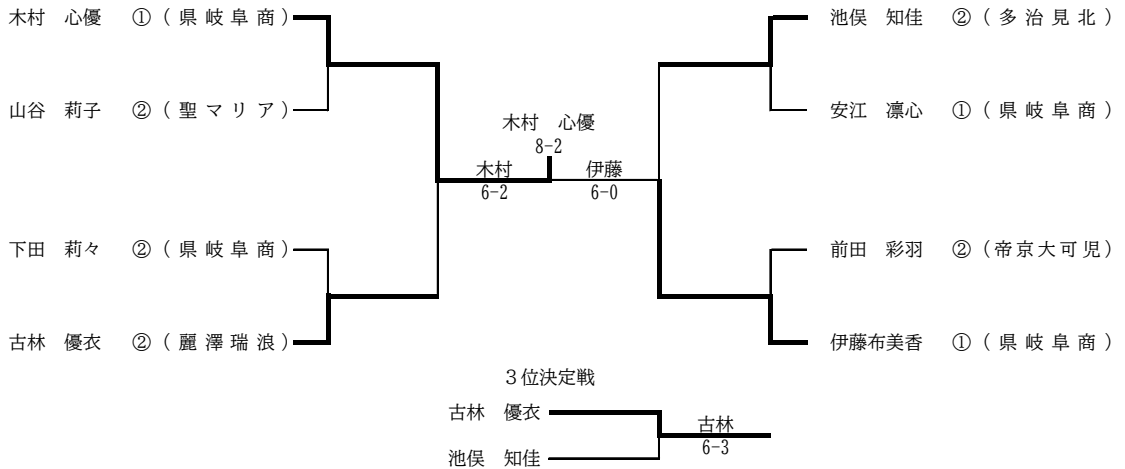 木村 心優 ①（県岐阜商） 池俣 知佳 ②（多治見北）
山谷 莉子 ②（聖マリア） 安江 凛心 ①（県岐阜商）
木村 心優
8-2
木村 伊藤
6-2 6-0
下田 莉々 ②（県岐阜商） 前田 彩羽 ②（帝京大可児）
古林 優衣 ②（麗澤瑞浪） 伊藤布美香 ①（県岐阜商）
３位決定戦
古林 優衣
古林
6-3
池俣 知佳